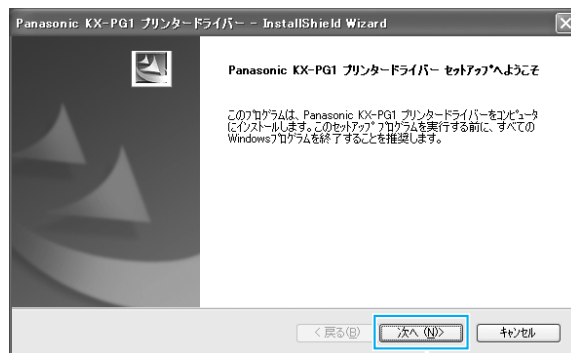 Panasonic KX-PG1 プリンタードライバー - InstallShield Wizard
Panasonic KX-PG1 プリンタードライバー セットアップへようこそ
このプログラムは、Panasonic KX-PG1 プリンタードライバーをコンピュータ
にインストールします。このセットアップ プログラムを実行する前に、すべての
Windowsプログラムを終了することを推奨します。
< 戻る(B)
次へ (N)>
キャンセル